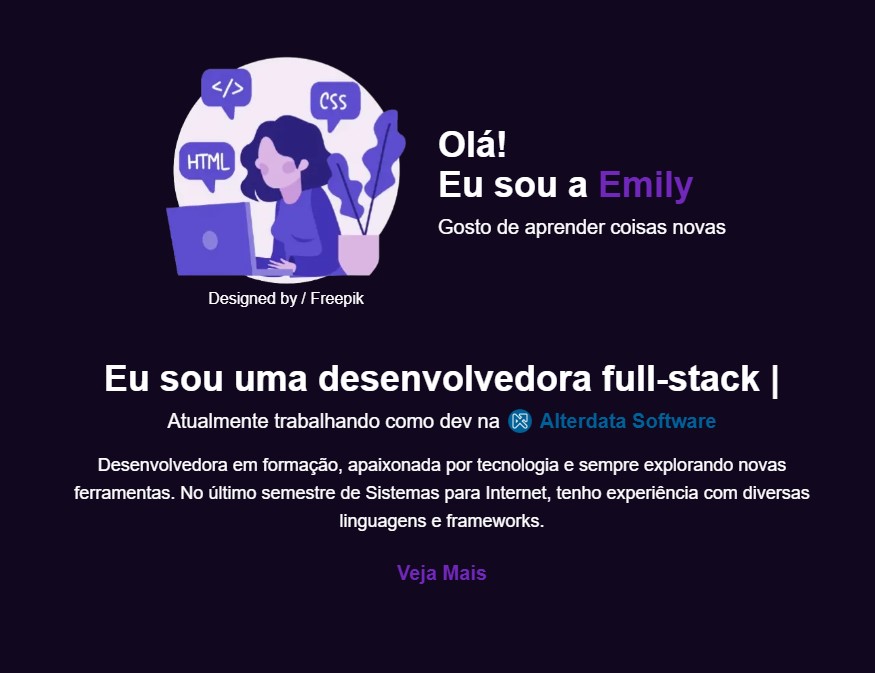 </>
CSS
HTML
Olá!
Eu sou a Emily
Gosto de aprender coisas novas
Designed by / Freepik
Eu sou uma desenvolvedora full-stack |
Atualmente trabalhando como dev na Alterdata Software
Desenvolvedora em formação, apaixonada por tecnologia e sempre explorando novas
ferramentas. No último semestre de Sistemas para Internet, tenho experiência com diversas
linguagens e frameworks.
Veja Mais